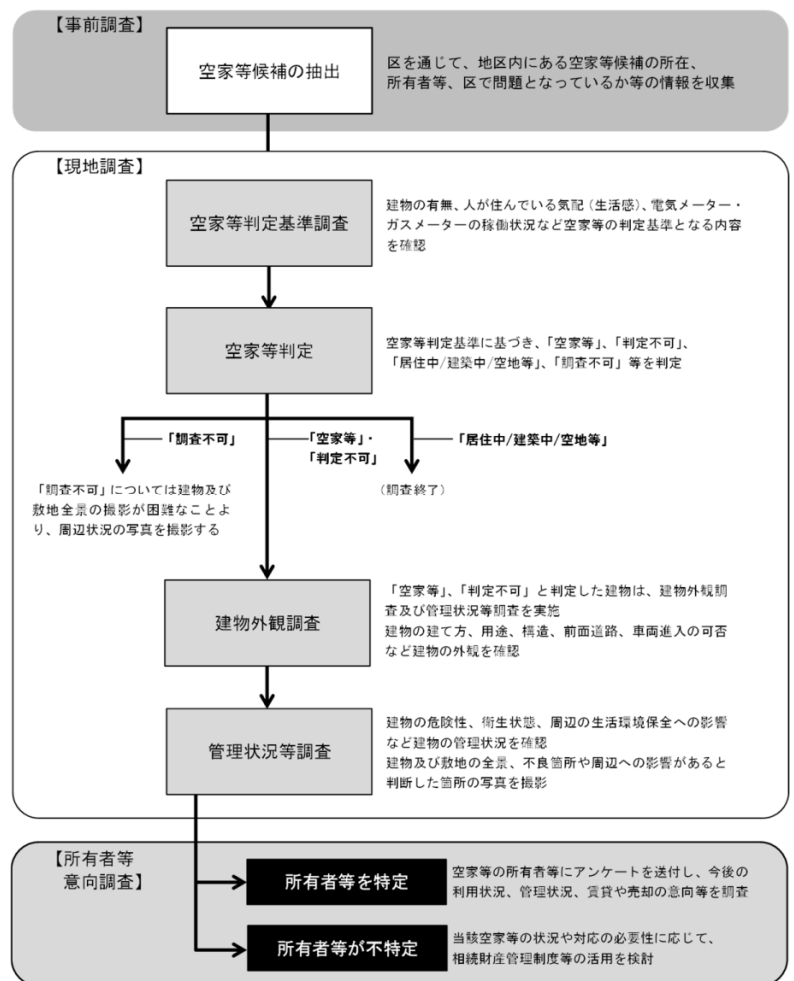 【事前調査】
空家等候補の抽出
区を通じて、地区内にある空家等候補の所在、
所有者等、区で問題となっているか等の情報を収集
【現地調査】
空家等判定基準調査
建物の有無、人が住んでいる気配（生活感）、電気メーター・
ガスメーターの稼働状況など空家等の判定基準となる内容
を確認
空家等判定
空家等判定基準に基づき、「空家等」、「判定不可」、
「居住中/建築中/空地等」、「調査不可」等を判定
「調査不可」
「空家等」・
「判定不可」
「居住中/建築中/空地等」
「調査不可」については建物及び
敷地全景の撮影が困難なことよ
り、周辺状況の写真を撮影する
（調査終了）
建物外観調査
「空家等」、「判定不可」と判定した建物は、建物外観調
査及び管理状況等調査を実施
建物の建て方、用途、構造、前面道路、車両進入の可否
など建物の外観を確認
管理状況等調査
建物の危険性、衛生状態、周辺の生活環境保全への影響
など建物の管理状況を確認
建物及び敷地の全景、不良箇所や周辺への影響があると
判断した箇所の写真を撮影
【所有者等
意向調査】
所有者等を特定
空家等の所有者等にアンケートを送付し、今後の
利用状況、管理状況、賃貸や売却の意向等を調査
所有者等が不特定
当該空家等の状況や対応の必要性に応じて、
相続財産管理制度等の活用を検討